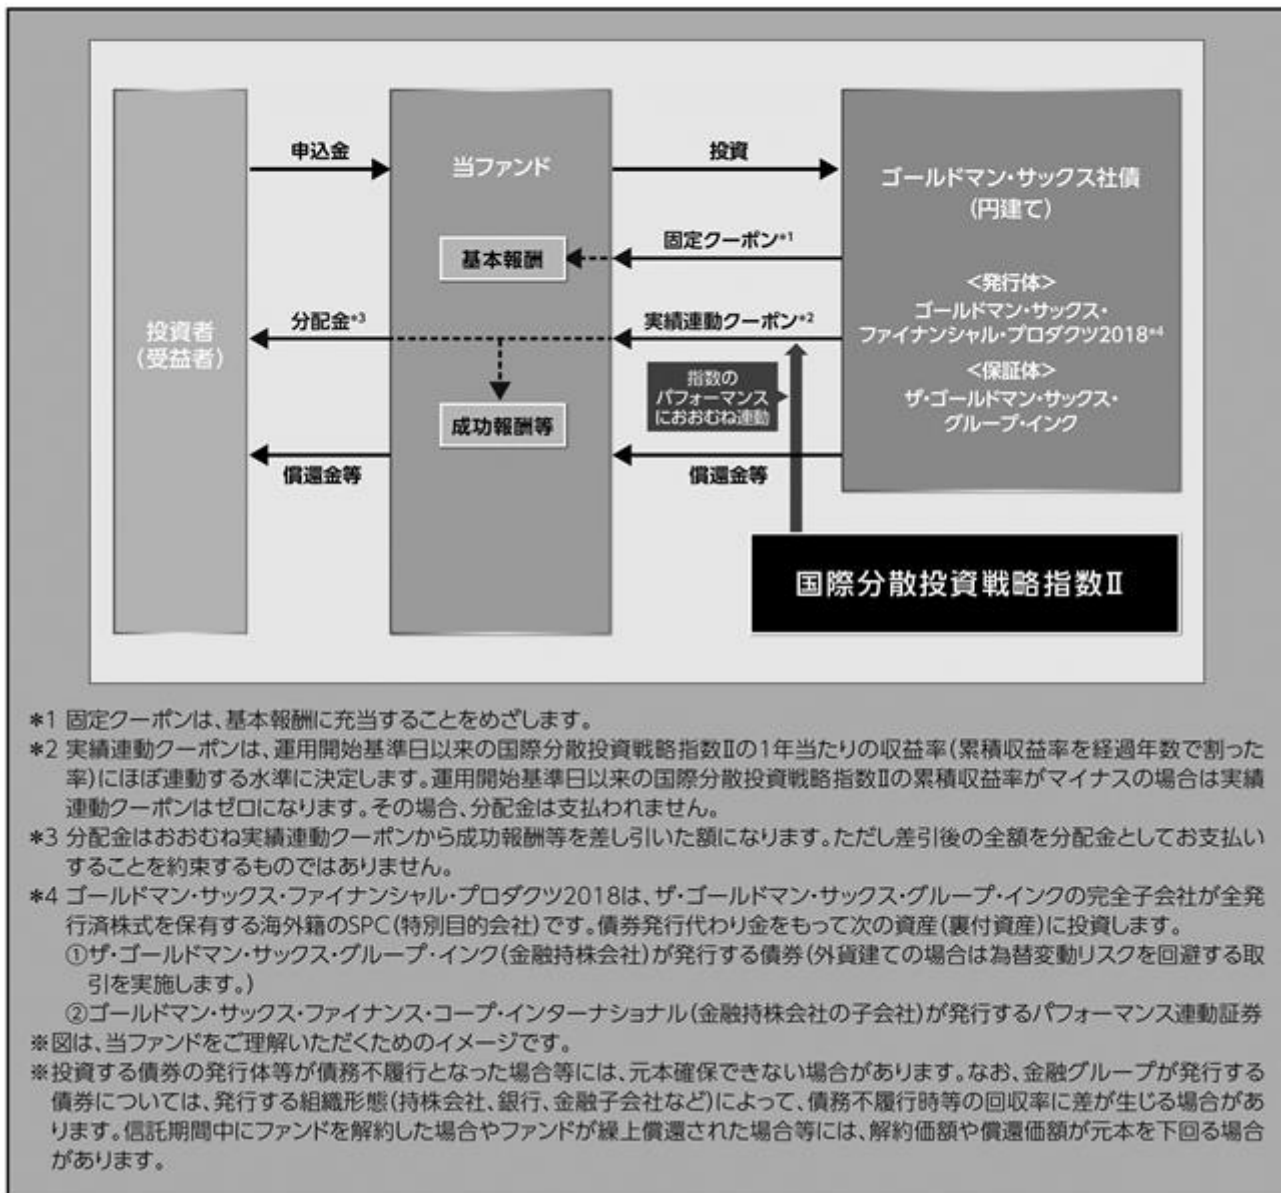 申込金
当ファンド
投資
ゴールドマン・サックス社債
(円建て)
固定クーポン*1
基本報酬
<発行体>
ゴールドマン・サックス・
ファイナンシャル・プロダクツ2018*4
<保証体>
ザ・ゴールドマン・サックス・
グループ・インク
投資者
(受益者)
分配金*3
実績連動クーポン*2
指数の
パフォーマンス
におおむね連動
成功報酬等
償還金等
償還金等
国際分散投資戦略指数Ⅱ
*1 固定クーポンは、基本報酬に充当することをめざします。
*2 実績連動クーポンは、運用開始基準日以来の国際分散投資戦略指数Ⅱの1年当たりの収益率(累積収益率を経過年数で割った
率)にほぼ連動する水準に決定します。運用開始基準日以来の国際分散投資戦略指数Ⅱの累積収益率がマイナスの場合は実績
連動クーポンはゼロになります。その場合、分配金は支払われません。
*3 分配金はおおむね実績連動クーポンから成功報酬等を差し引いた額になります。ただし差引後の全額を分配金としてお支払い
することを約束するものではありません。
*4 ゴールドマン・サックス・ファイナンシャル・プロダクツ2018は、ザ・ゴールドマン・サックス・グループ・インクの完全子会社が全発
行済株式を保有する海外籍のSPC(特別目的会社)です。債券発行代わり金をもって次の資産(裏付資産)に投資します。
①ザ・ゴールドマン・サックス・グループ・インク(金融持株会社)が発行する債券(外貨建ての場合は為替変動リスクを回避する取
引を実施します。)
②ゴールドマン・サックス・ファイナンス・コープ・インターナショナル(金融持株会社の子会社)が発行するパフォーマンス連動証券
※図は、当ファンドをご理解いただくためのイメージです。
※投資する債券の発行体等が債務不履行となった場合等には、元本確保できない場合があります。なお、金融グループが発行する
債券については、発行する組織形態(持株会社、銀行、金融子会社など)によって、債務不履行時等の回収率に差が生じる場合があ
ります。信託期間中にファンドを解約した場合やファンドが繰上償還された場合等には、解約価額や償還価額が元本を下回る場合
があります。